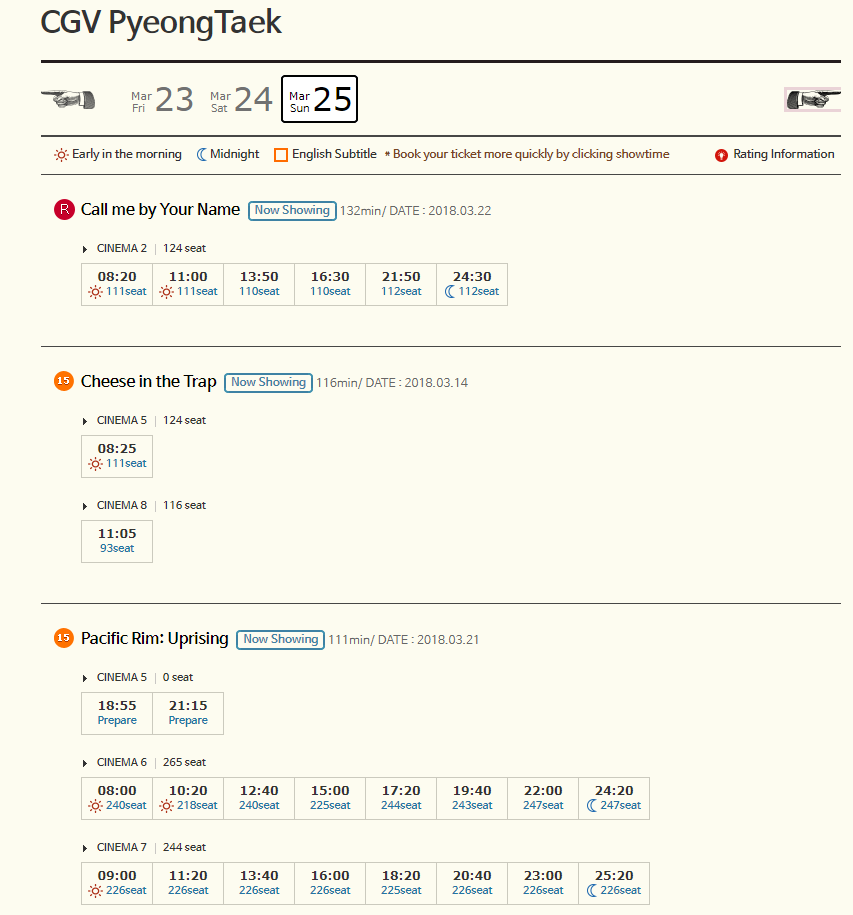 CGV PyeongTaek
Mar Fri 23 Mar Sat 24 Mar Sun 25
Early in the morning Midnight English Subtitle * Book your ticket more quickly by clicking showtime Rating Information
R Call me by Your Name Now Showing 132min/ DATE : 2018.03.22
CINEMA 2 | 124 seat
08:20 11:00 13:50 16:30 21:50 24:30
111seat 111seat 110seat 110seat 112seat 112seat
15 Cheese in the Trap Now Showing 116min/ DATE : 2018.03.14
CINEMA 5 | 124 seat
08:25
111seat
CINEMA 8 | 116 seat
11:05
93seat
15 Pacific Rim: Uprising Now Showing 111min/ DATE : 2018.03.21
CINEMA 5 | 0 seat
18:55 21:15
Prepare Prepare
CINEMA 6 | 265 seat
08:00 10:20 12:40 15:00 17:20 19:40 22:00 24:20
240seat 218seat 240seat 225seat 244seat 243seat 247seat 247seat
CINEMA 7 | 244 seat
09:00 11:20 13:40 16:00 18:20 20:40 23:00 25:20
226seat 226seat 226seat 226seat 225seat 226seat 226seat 226seat